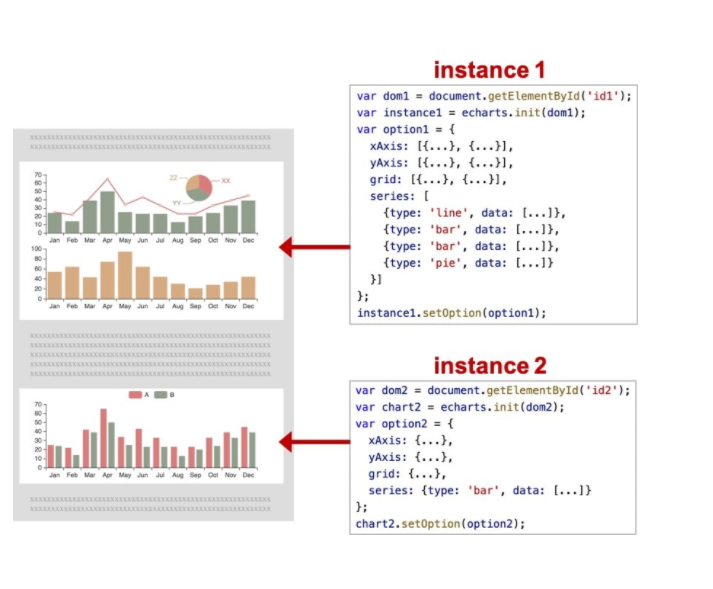 instance 1
var dom1 = document.getElementById('id1');
var instance1 = echarts.init(dom1);
var option1 = {
xAxis: [{...}, {...}],
yAxis: [{...}, {...}],
grid: [{...}, {...}],
series: [
{type: 'line', data: [...]},
{type: 'bar', data: [...]},
{type: 'bar', data: [...]},
{type: 'pie', data: [...]}
}]
};
instance1.setOption(option1);
ZZ
XX
YY
70
60
50
40
30
20
10
0
Jan Feb Mar Apr May Jun Jul Aug Sep Oct Nov Dec
100
80
60
40
20
0
Jan Feb Mar Apr May Jun Jul Aug Sep Oct Nov Dec
instance 2
var dom2 = document.getElementById('id2');
var chart2 = echarts.init(dom2);
var option2 = {
xAxis: {...},
yAxis: {...},
grid: {...},
series: {type: 'bar', data: [...]}
};
chart2.setOption(option2);
A B
70
60
50
40
30
20
10
0
Jan Feb Mar Apr May Jun Jul Aug Sep Oct Nov Dec